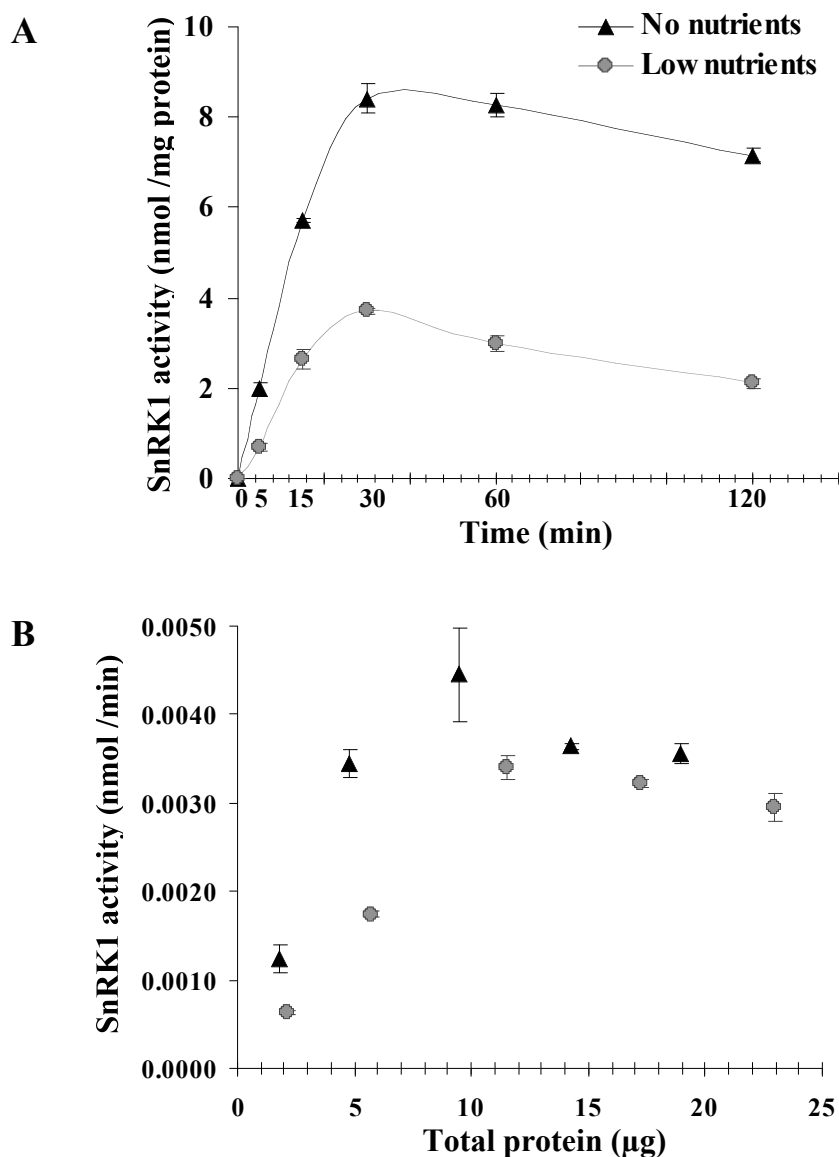 A
No nutrients
Low nutrients
SnRK1 activity (nmol /mg protein)
10
8
6
4
2
0
0 5 15 30 60 120
Time (min)
B
SnRK1 activity (nmol /min)
0.0050
0.0040
0.0030
0.0020
0.0010
0.0000
0 5 10 15 20 25
Total protein (µg)